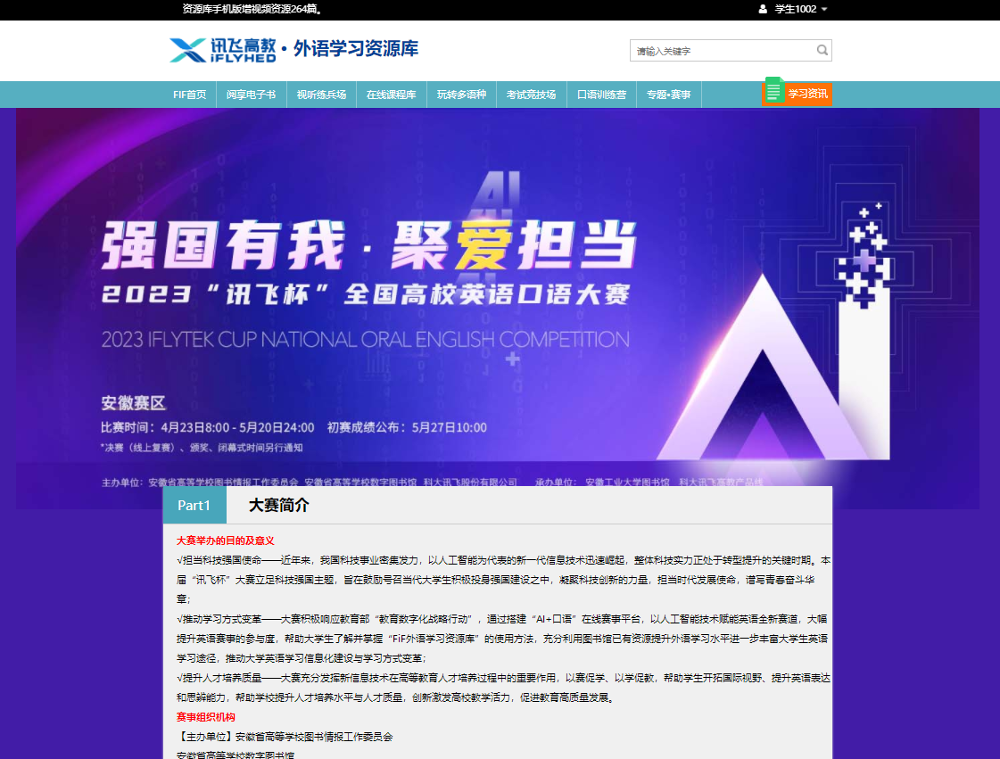 资源库手机版增视频资源264篇。
学生1002
讯飞高教
iFLYHED
·外语学习资源库
请输入关键字
FIF首页 阅享电子书 视听练兵场 在线课程库 玩转多语种 考试竞技场 口语训练营 专题•赛事 学习资讯
AI
强国有我·聚爱担当
2023“讯飞杯”全国高校英语口语大赛
2023 IFLYTEK CUP NATIONAL ORAL ENGLISH COMPETITION
安徽赛区
比赛时间：4月23日8:00 - 5月20日24:00 初赛成绩公布：5月27日10:00
*决赛（线上复赛）、颁奖、闭幕式时间另行通知
主办单位：安徽省高等学校图书情报工作委员会 安徽省高等学校数字图书馆 科大讯飞股份有限公司 承办单位： 安徽工业大学图书馆 科大讯飞高教产品线
Part1 大赛简介
大赛举办的目的及意义
√担当科技强国使命——近年来，我国科技事业密集发力，以人工智能为代表的新一代信息技术迅速崛起，整体科技实力正处于转型提升的关键时期。本
届“讯飞杯”大赛立足科技强国主题，旨在鼓励号召当代大学生积极投身强国建设之中，凝聚科技创新的力量，担当时代发展使命，谱写青春奋斗华
章；
√推动学习方式变革——大赛积极响应教育部“教育数字化战略行动”，通过搭建“AI+口语”在线赛事平台，以人工智能技术赋能英语全新赛道，大幅
提升英语赛事的参与度，帮助大学生了解并掌握“FiF外语学习资源库”的使用方法，充分利用图书馆已有资源提升外语学习水平进一步丰富大学生英语
学习途径，推动大学英语学习信息化建设与学习方式变革；
√提升人才培养质量——大赛充分发挥新信息技术在高等教育人才培养过程中的重要作用，以赛促学、以学促教，帮助学生开拓国际视野、提升英语表达
和思辨能力，帮助学校提升人才培养水平与人才质量，创新激发高校教学活力，促进教育高质量发展。
赛事组织机构
【主办单位】安徽省高等学校图书情报工作委员会
安徽省高等学校数字图书馆